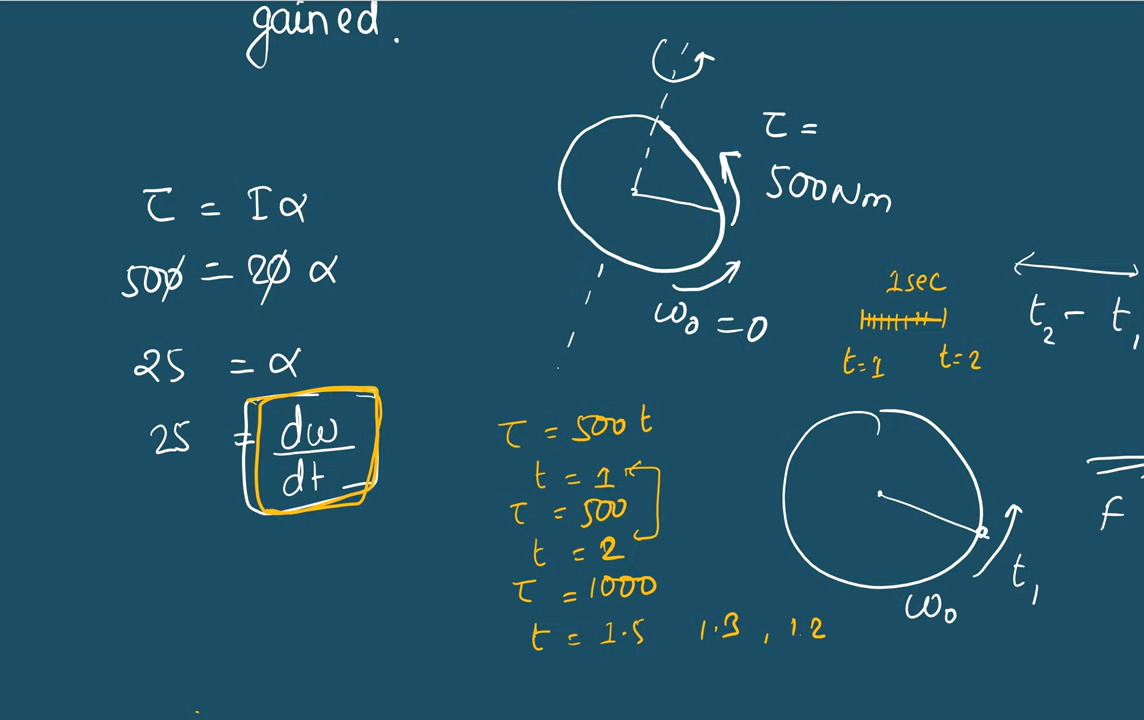 gained.
τ = Iα
500 = 20 α
25 = α
25 = dω/dt
τ =
500Nm
ω₀ = 0
1sec
t=1 t=2
t₂ - t₁
τ = 500 t
t = 1
τ = 500
t = 2
τ = 1000
t = 1.5 1.3 , 1.2
t₁
ω₀
F